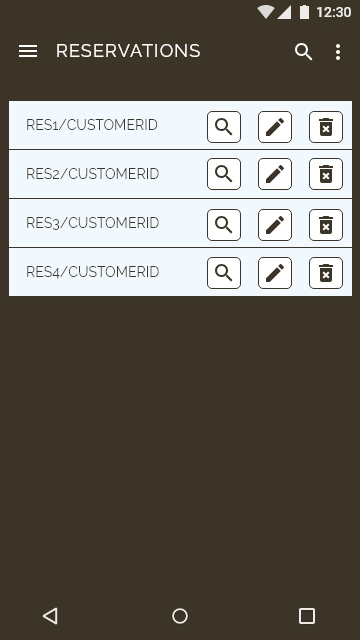 12:30
RESERVATIONS
RES1/CUSTOMERID
RES2/CUSTOMERID
RES3/CUSTOMERID
RES4/CUSTOMERID